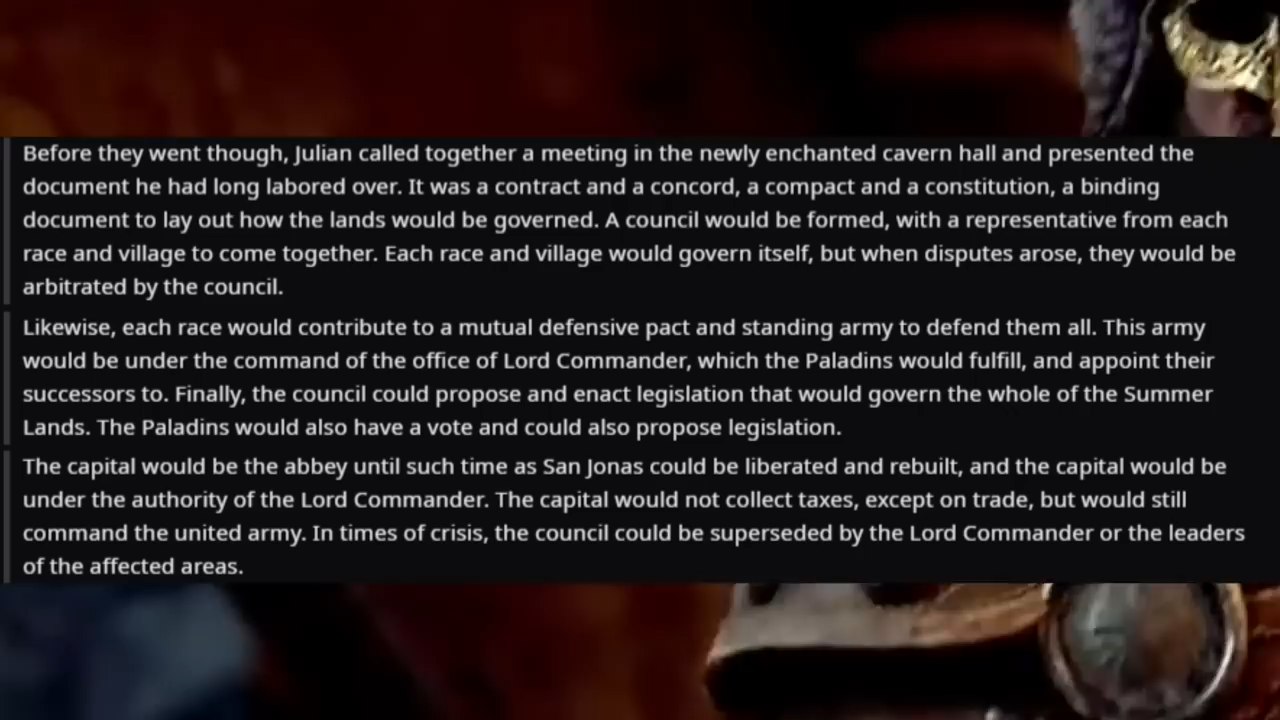 Before they went though, Julian called together a meeting in the newly enchanted cavern hall and presented the
document he had long labored over. It was a contract and a concord, a compact and a constitution, a binding
document to lay out how the lands would be governed. A council would be formed, with a representative from each
race and village to come together. Each race and village would govern itself, but when disputes arose, they would be
arbitrated by the council.
Likewise, each race would contribute to a mutual defensive pact and standing army to defend them all. This army
would be under the command of the office of Lord Commander, which the Paladins would fulfill, and appoint their
successors to. Finally, the council could propose and enact legislation that would govern the whole of the Summer
Lands. The Paladins would also have a vote and could also propose legislation.
The capital would be the abbey until such time as San Jonas could be liberated and rebuilt, and the capital would be
under the authority of the Lord Commander. The capital would not collect taxes, except on trade, but would still
command the united army. In times of crisis, the council could be superseded by the Lord Commander or the leaders
of the affected areas.